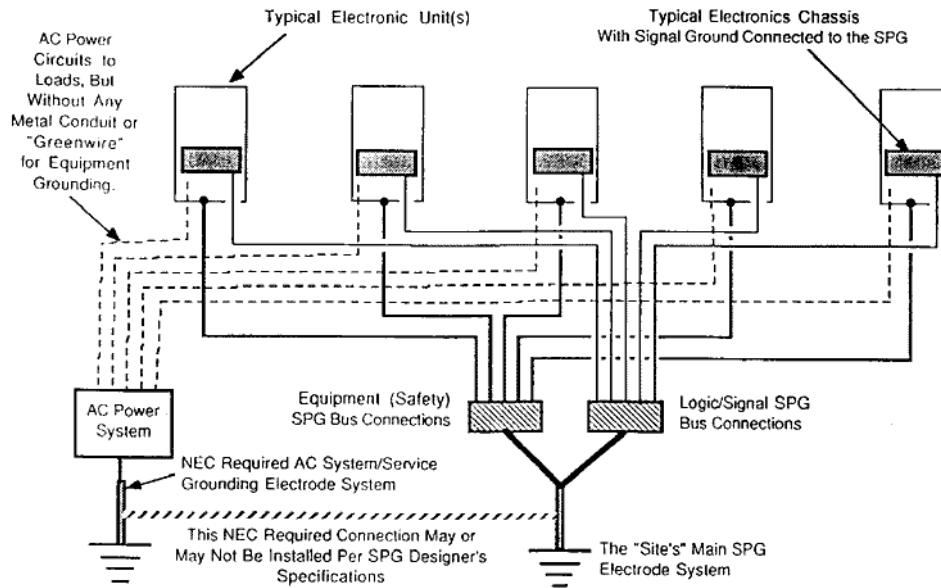 Typical Electronic Unit(s)
Typical Electronics Chassis
With Signal Ground Connected to the SPG
AC Power
Circuits to
Loads, But
Without Any
Metal Conduit or
"Greenwire"
for Equipment
Grounding.
Equipment (Safety)
SPG Bus Connections
Logic/Signal SPG
Bus Connections
AC Power
System
NEC Required AC System/Service
Grounding Electrode System
This NEC Required Connection May or
May Not Be Installed Per SPG Designer's
Specifications
The "Site's" Main SPG
Electrode System